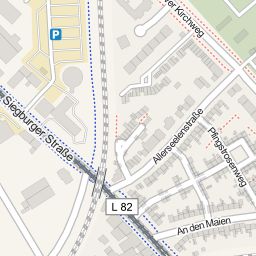 er Kirchweg
P
Siegburger Straße
Allerseelenstraße
Pfingstrosenweg
L 82
An den Maien